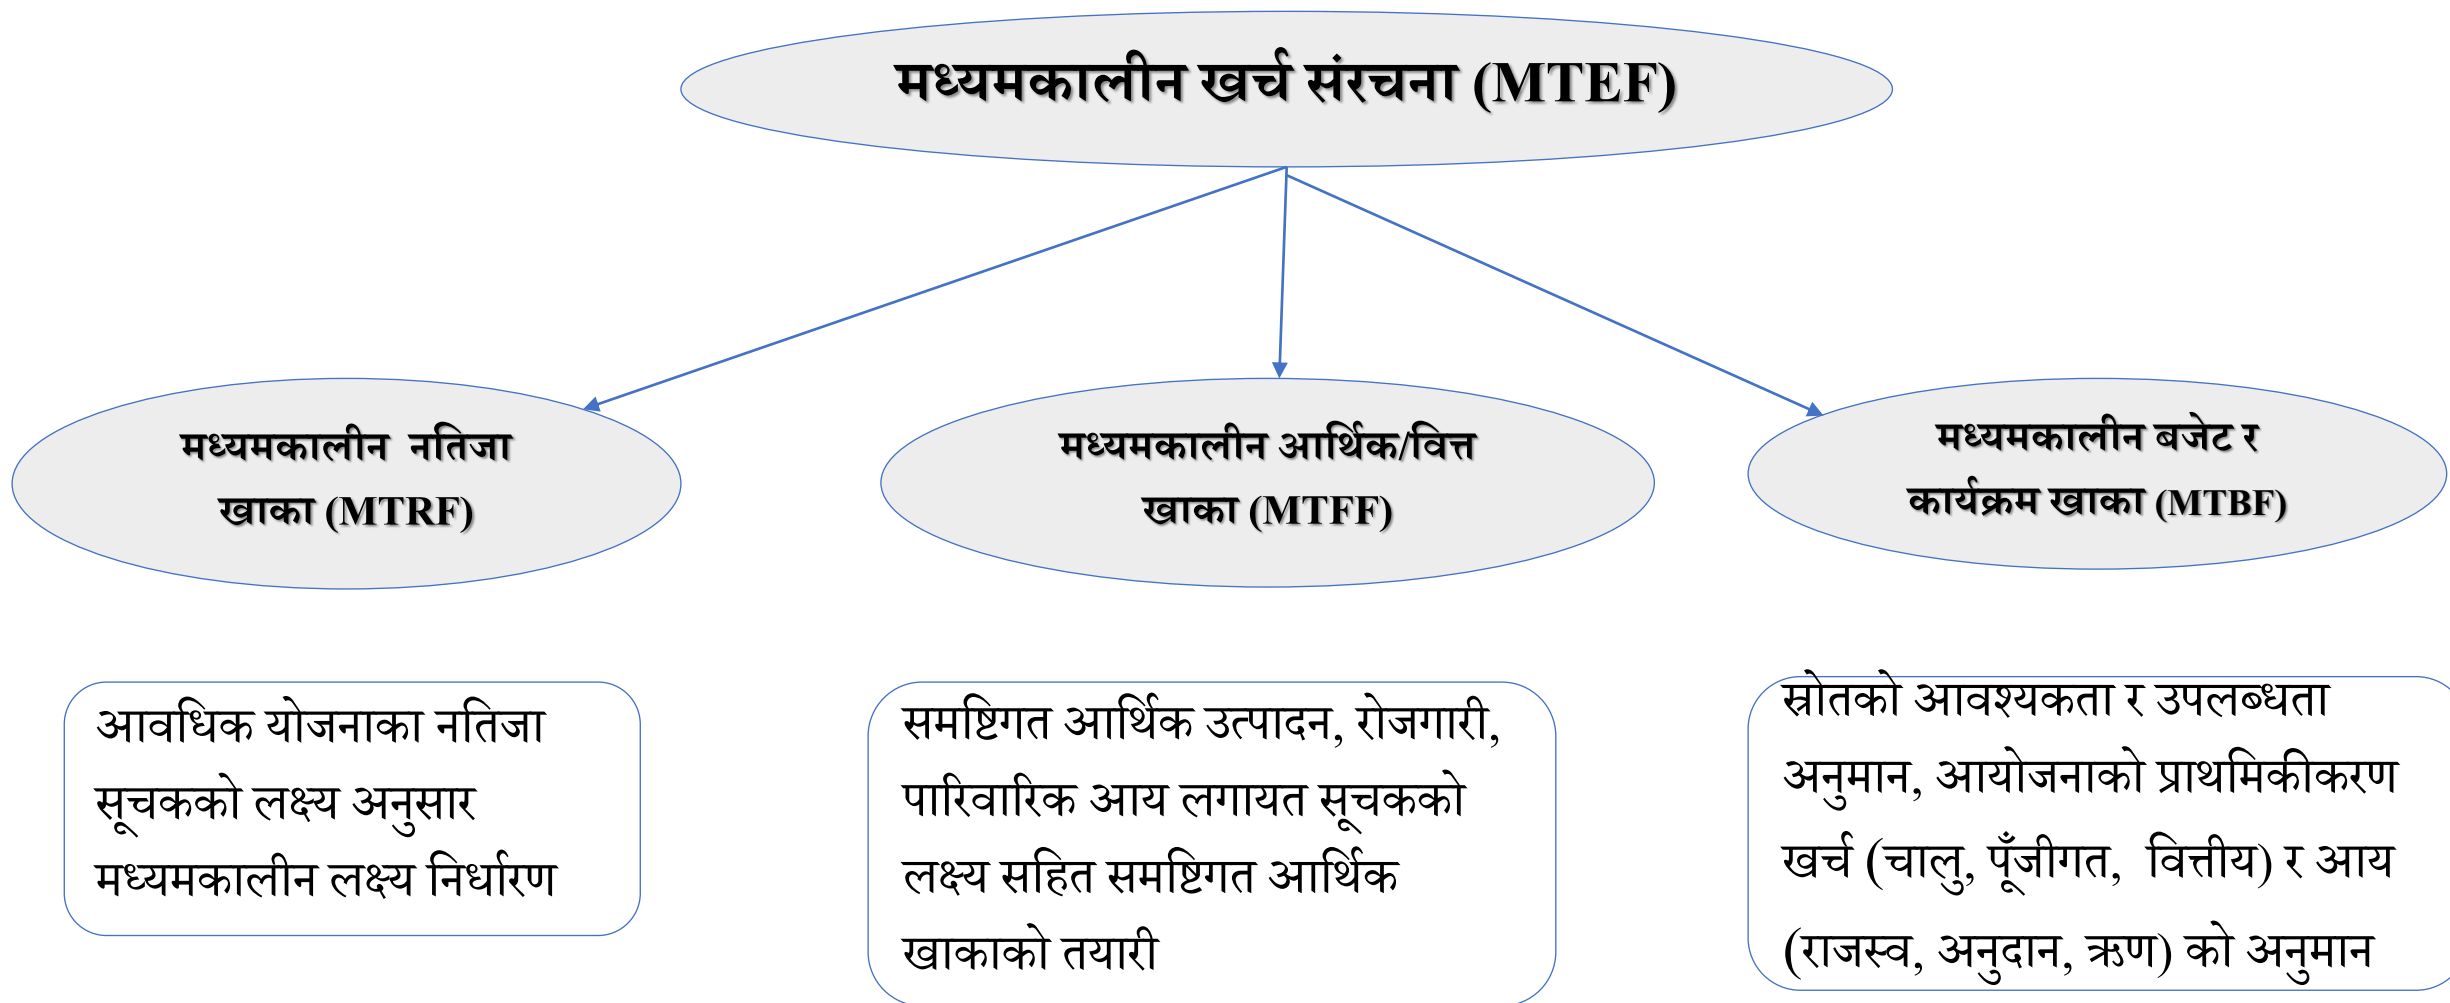 मध्यमकालीन खर्च संरचना (MTEF)
मध्यमकालीन नतिजा
खाका (MTRF)
मध्यमकालीन आर्थिक/वित्त
खाका (MTFF)
मध्यमकालीन बजेट र
कार्यक्रम खाका (MTBF)
आवधिक योजनाका नतिजा
सूचकको लक्ष्य अनुसार
मध्यमकालीन लक्ष्य निर्धारण
समष्टिगत आर्थिक उत्पादन, रोजगारी,
पारिवारिक आय लगायत सूचकको
लक्ष्य सहित समष्टिगत आर्थिक
खाकाको तयारी
स्रोतको आवश्यकता र उपलब्धता
अनुमान, आयोजनाको प्राथमिकीकरण
खर्च (चालु, पूँजीगत, वित्तीय) र आय
(राजस्व, अनुदान, ऋण) को अनुमान